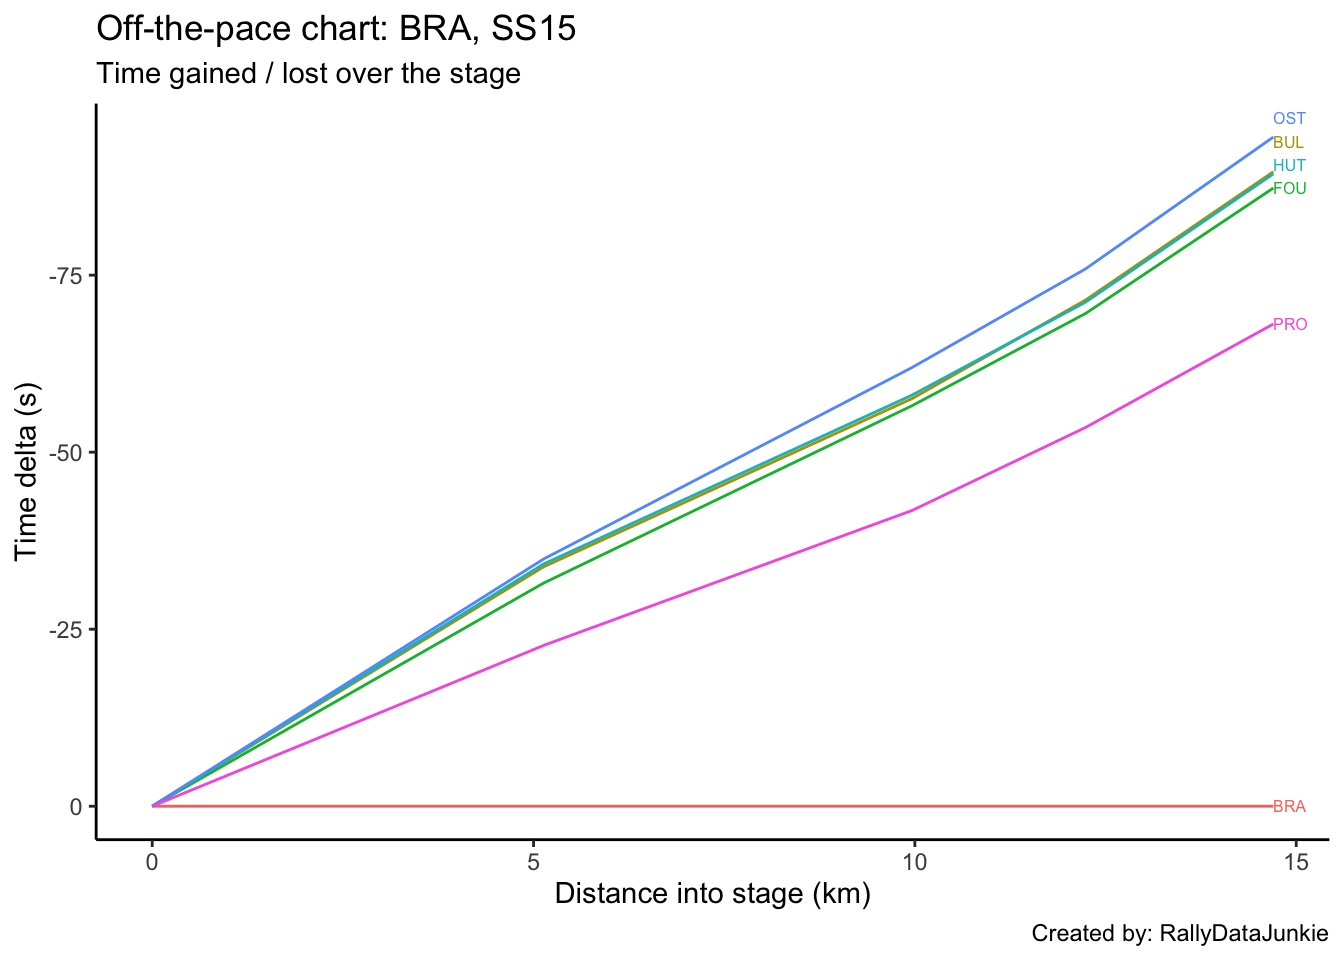 Off-the-pace chart: BRA, SS15
Time gained / lost over the stage
OST
BUL
HUT
FOU
PRO
BRA
-75
-50
-25
0
Time delta (s)
0 5 10 15
Distance into stage (km)
Created by: RallyDataJunkie